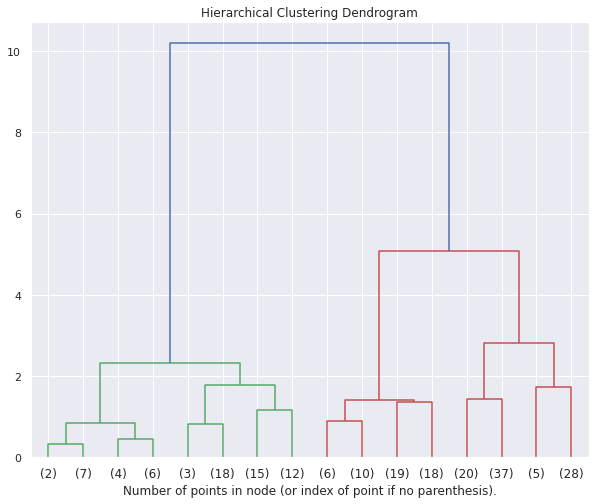 Hierarchical Clustering Dendrogram
10
8
6
4
2
0
(2) (7) (4) (6) (3) (18) (15) (12) (6) (10) (19) (18) (20) (37) (5) (28)
Number of points in node (or index of point if no parenthesis).